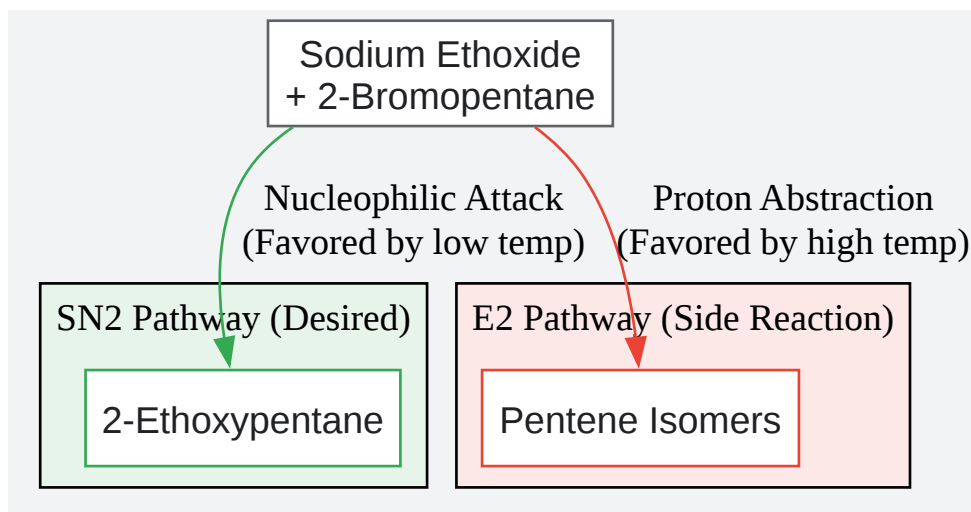 Sodium Ethoxide
+ 2-Bromopentane
Nucleophilic Attack
(Favored by low temp)
Proton Abstraction
(Favored by high temp)
SN2 Pathway (Desired)
2-Ethoxypentane
E2 Pathway (Side Reaction)
Pentene Isomers